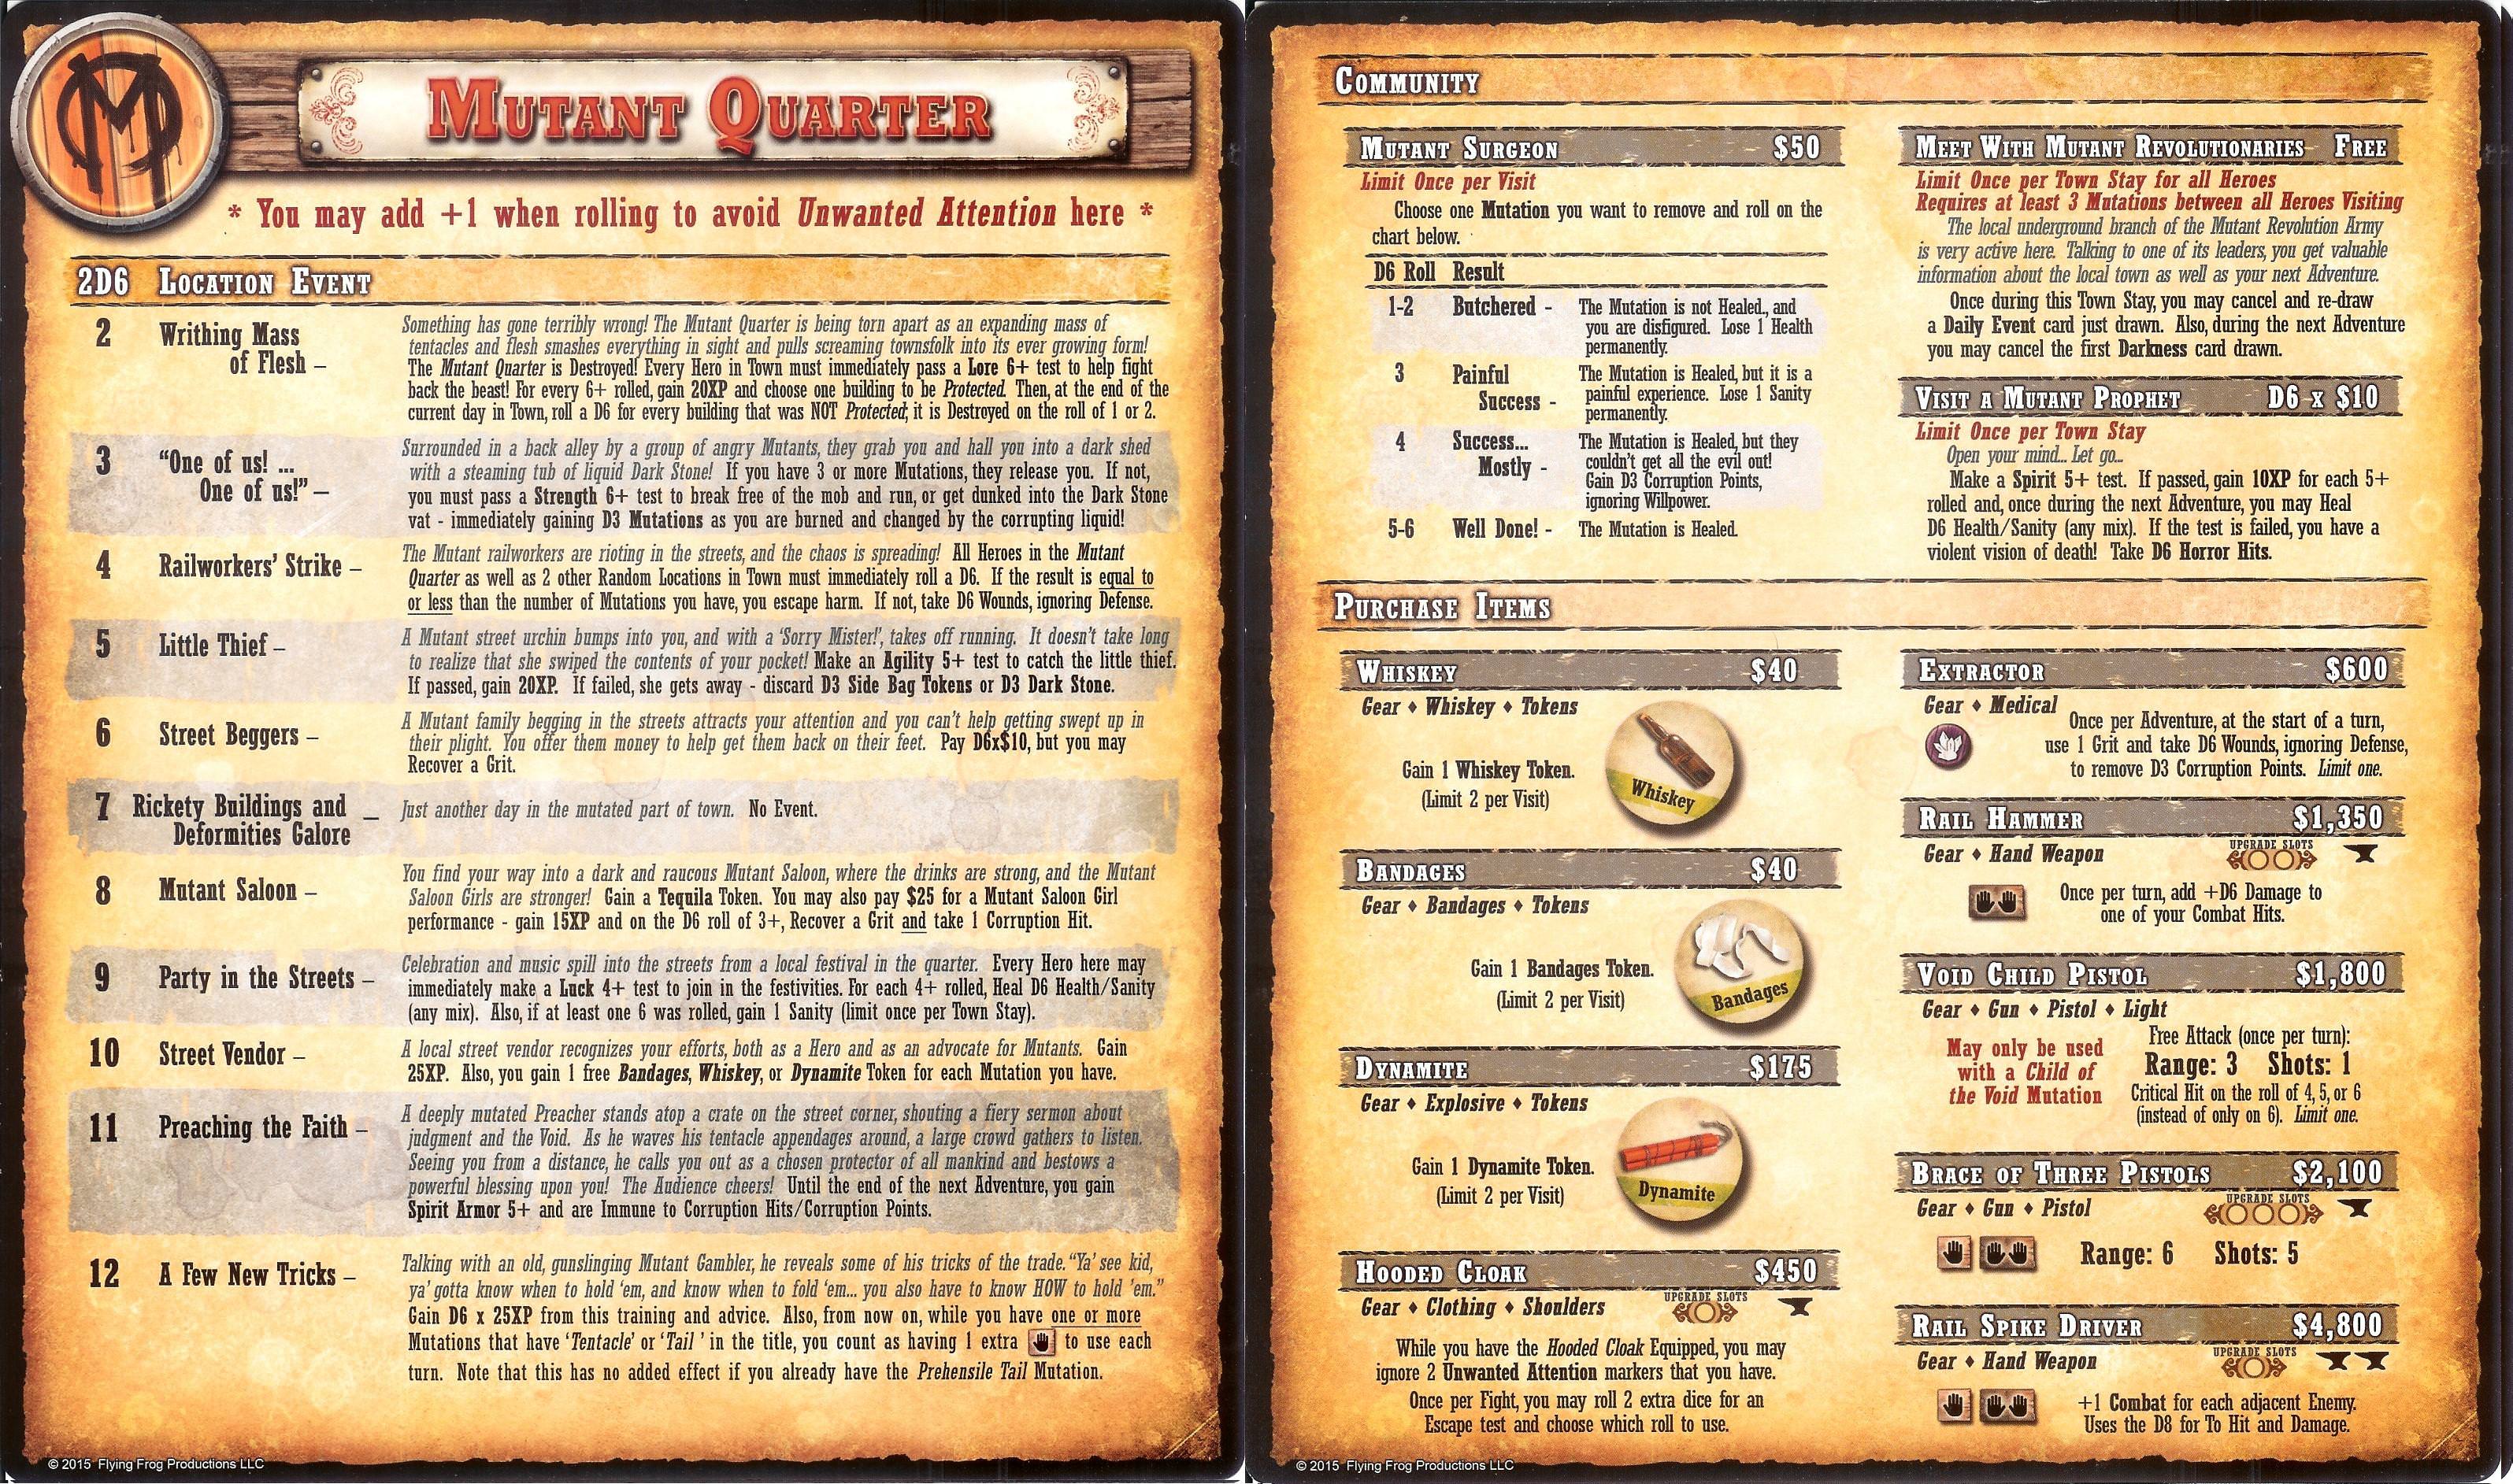 MUTANT QUARTER
* You may add +1 when rolling to avoid Unwanted Attention here *
2D6 LOCATION EVENT
2 Writhing Mass of Flesh –
Something has gone terribly wrong! The Mutant Quarter is being torn apart as an expanding mass of
tentacles and flesh smashes everything in sight and pulls screaming townsfolk into its ever growing form!
The Mutant Quarter is Destroyed! Every Hero in Town must immediately pass a Lore 6+ test to help fight
back the beast! For every 6+ rolled, gain 20XP and choose one building to be Protected. Then, at the end of the
current day in Town, roll a D6 for every building that was NOT Protected; it is Destroyed on the roll of 1 or 2.
3 "One of us! ... One of us!" –
Surrounded in a back alley by a group of angry Mutants, they grab you and hall you into a dark shed
with a steaming tub of liquid Dark Stone! If you have 3 or more Mutations, they release you. If not,
you must pass a Strength 6+ test to break free of the mob and run, or get dunked into the Dark Stone
vat - immediately gaining D3 Mutations as you are burned and changed by the corrupting liquid!
4 Railworkers' Strike –
The Mutant railworkers are rioting in the streets, and the chaos is spreading! All Heroes in the Mutant
Quarter as well as 2 other Random Locations in Town must immediately roll a D6. If the result is equal to
or less than the number of Mutations you have, you escape harm. If not, take D6 Wounds, ignoring Defense.
5 Little Thief –
A Mutant street urchin bumps into you, and with a 'Sorry Mister!', takes off running. It doesn't take long
to realize that she swiped the contents of your pocket! Make an Agility 5+ test to catch the little thief.
If passed, gain 20XP. If failed, she gets away - discard D3 Side Bag Tokens or D3 Dark Stone.
6 Street Beggers –
A Mutant family begging in the streets attracts your attention and you can't help getting swept up in
their plight. You offer them money to help get them back on their feet. Pay D6x$10, but you may
Recover a Grit.
7 Rickety Buildings and Deformities Galore –
Just another day in the mutated part of town. No Event.
8 Mutant Saloon –
You find your way into a dark and raucous Mutant Saloon, where the drinks are strong, and the Mutant
Saloon Girls are stronger! Gain a Tequila Token. You may also pay $25 for a Mutant Saloon Girl
performance - gain 15XP and on the D6 roll of 3+, Recover a Grit and take 1 Corruption Hit.
9 Party in the Streets –
Celebration and music spill into the streets from a local festival in the quarter. Every Hero here may
immediately make a Luck 4+ test to join in the festivities. For each 4+ rolled, Heal D6 Health/Sanity
(any mix). Also, if at least one 6 was rolled, gain 1 Sanity (limit once per Town Stay).
10 Street Vendor –
A local street vendor recognizes your efforts, both as a Hero and as an advocate for Mutants. Gain
25XP. Also, you gain 1 free Bandages, Whiskey, or Dynamite Token for each Mutation you have.
11 Preaching the Faith –
A deeply mutated Preacher stands atop a crate on the street corner, shouting a fiery sermon about
judgment and the Void. As he waves his tentacle appendages around, a large crowd gathers to listen.
Seeing you from a distance, he calls you out as a chosen protector of all mankind and bestows a
powerful blessing upon you! The Audience cheers! Until the end of the next Adventure, you gain
Spirit Armor 5+ and are Immune to Corruption Hits/Corruption Points.
12 A Few New Tricks –
Talking with an old, gunslinging Mutant Gambler, he reveals some of his tricks of the trade. "Ya' see kid,
ya' gotta know when to hold 'em, and know when to fold 'em... you also have to know HOW to hold 'em."
Gain D6 x 25XP from this training and advice. Also, from now on, while you have one or more
Mutations that have 'Tentacle' or 'Tail' in the title, you count as having 1 extra to use each
turn. Note that this has no added effect if you already have the Prehensile Tail Mutation.
© 2015 Flying Frog Productions LLC
COMMUNITY
MUTANT SURGEON $50
Limit Once per Visit
Choose one Mutation you want to remove and roll on the
chart below.
D6 Roll Result
1-2 Butchered - The Mutation is not Healed, and
you are disfigured. Lose 1 Health
permanently.
3 Painful Success - The Mutation is Healed, but it is a
painful experience. Lose 1 Sanity
permanently.
4 Success... Mostly - The Mutation is Healed, but they
couldn't get all the evil out!
Gain D3 Corruption Points,
ignoring Willpower.
5-6 Well Done! - The Mutation is Healed.
MEET WITH MUTANT REVOLUTIONARIES FREE
Limit Once per Town Stay for all Heroes
Requires at least 3 Mutations between all Heroes Visiting
The local underground branch of the Mutant Revolution Army
is very active here. Talking to one of its leaders, you get valuable
information about the local town as well as your next Adventure.
Once during this Town Stay, you may cancel and re-draw
a Daily Event card just drawn. Also, during the next Adventure
you may cancel the first Darkness card drawn.
VISIT A MUTANT PROPHET D6 x $10
Limit Once per Town Stay
Open your mind... Let go...
Make a Spirit 5+ test. If passed, gain 10XP for each 5+
rolled and, once during the next Adventure, you may Heal
D6 Health/Sanity (any mix). If the test is failed, you have a
violent vision of death! Take D6 Horror Hits.
PURCHASE ITEMS
WHISKEY $40
Gear ♦ Whiskey ♦ Tokens
Gain 1 Whiskey Token.
(Limit 2 per Visit)
Whiskey
BANDAGES $40
Gear ♦ Bandages ♦ Tokens
Gain 1 Bandages Token.
(Limit 2 per Visit)
Bandages
DYNAMITE $175
Gear ♦ Explosive ♦ Tokens
Gain 1 Dynamite Token.
(Limit 2 per Visit)
Dynamite
HOODED CLOAK $450
UPGRADE SLOTS
Gear ♦ Clothing ♦ Shoulders
While you have the Hooded Cloak Equipped, you may
ignore 2 Unwanted Attention markers that you have.
Once per Fight, you may roll 2 extra dice for an
Escape test and choose which roll to use.
EXTRACTOR $600
Gear ♦ Medical
Once per Adventure, at the start of a turn,
use 1 Grit and take D6 Wounds, ignoring Defense,
to remove D3 Corruption Points. Limit one.
RAIL HAMMER $1,350
UPGRADE SLOTS
Gear ♦ Hand Weapon
Once per turn, add +D6 Damage to
one of your Combat Hits.
VOID CHILD PISTOL $1,800
Gear ♦ Gun ♦ Pistol ♦ Light
May only be used
with a Child of
the Void Mutation
Free Attack (once per turn):
Range: 3 Shots: 1
Critical Hit on the roll of 4, 5, or 6
(instead of only on 6). Limit one.
BRACE OF THREE PISTOLS $2,100
UPGRADE SLOTS
Gear ♦ Gun ♦ Pistol
Range: 6 Shots: 5
RAIL SPIKE DRIVER $4,800
UPGRADE SLOTS
Gear ♦ Hand Weapon
+1 Combat for each adjacent Enemy.
Uses the D8 for To Hit and Damage.
© 2015 Flying Frog Productions LLC